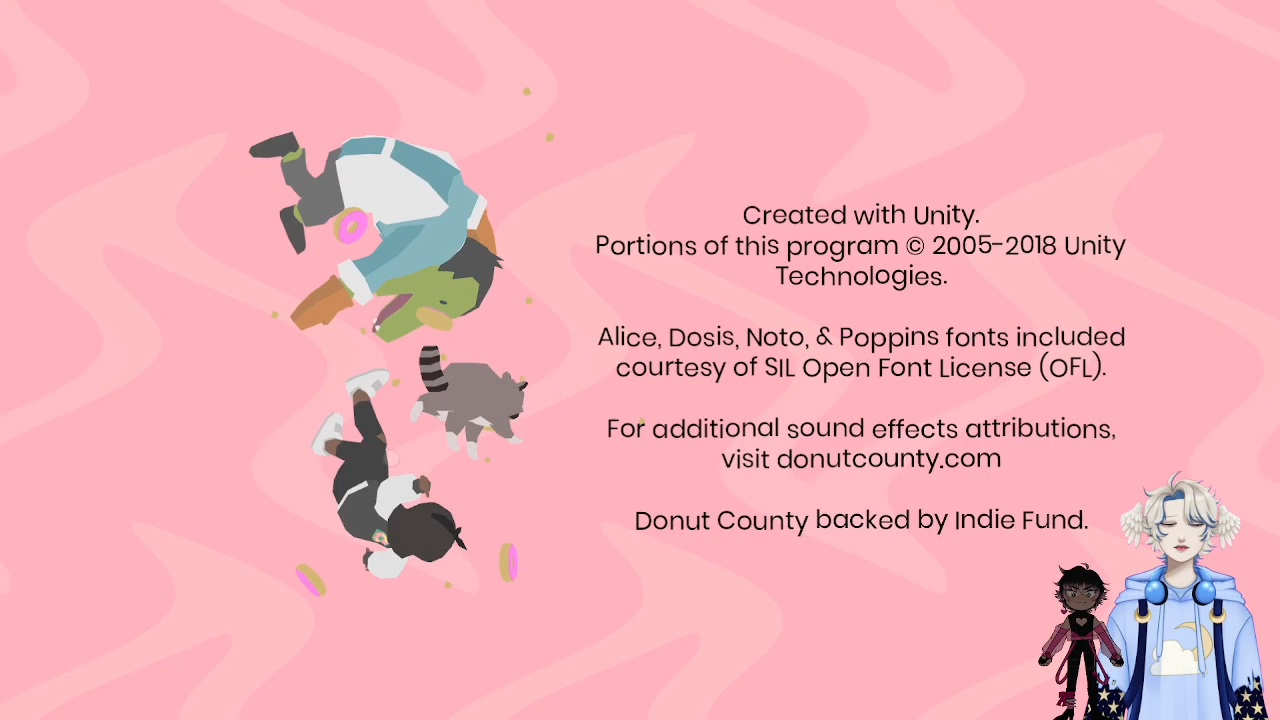 Created with Unity.
Portions of this program © 2005-2018 Unity
Technologies.
Alice, Dosis, Noto, & Poppins fonts included
courtesy of SIL Open Font License (OFL).
For additional sound effects attributions,
visit donutcounty.com
Donut County backed by Indie Fund.